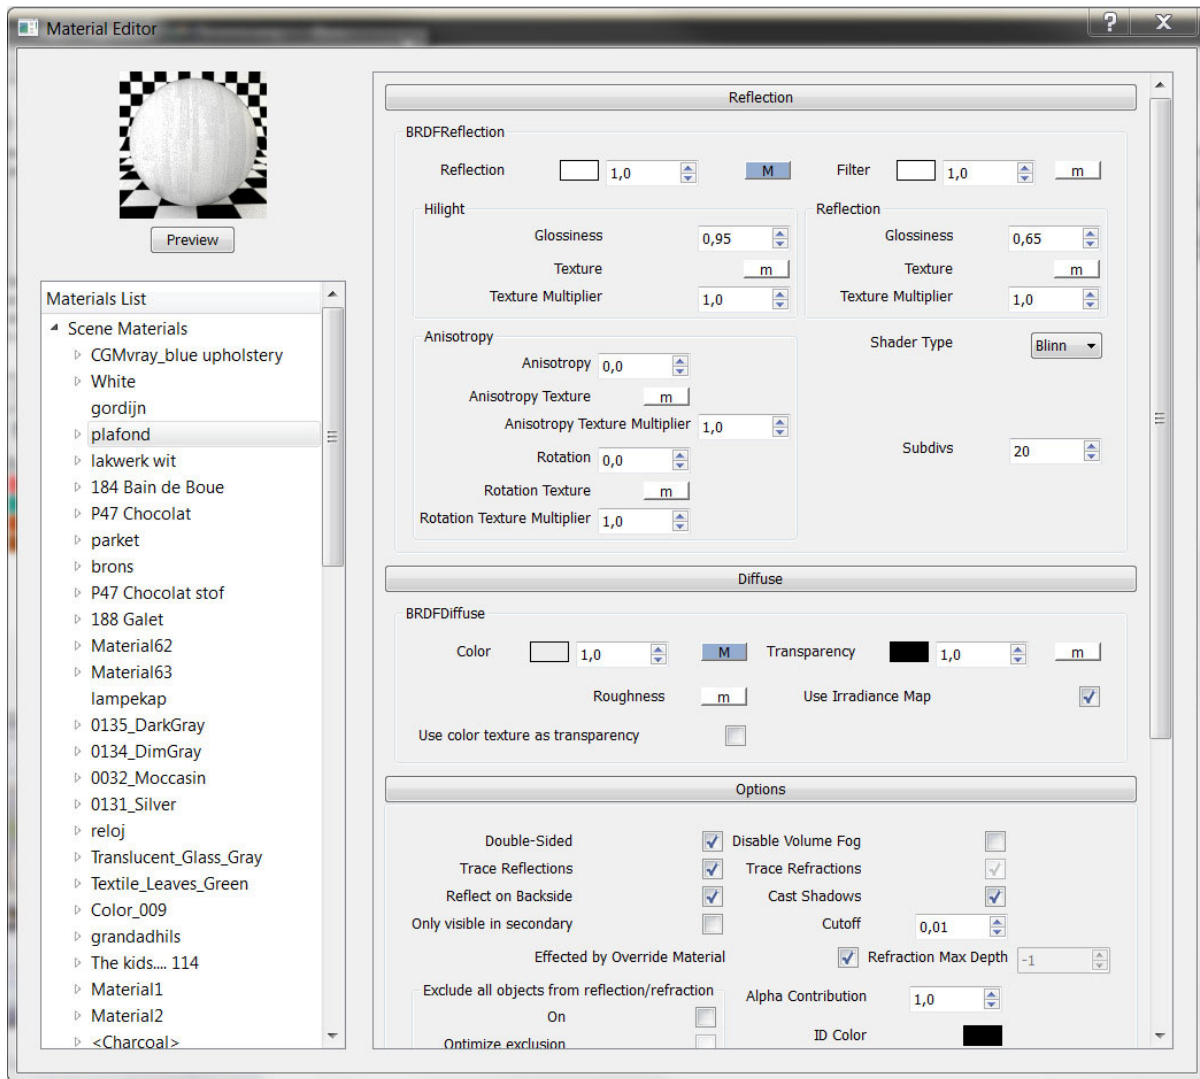 Material Editor
?
X
Preview
Materials List
Scene Materials
CGMvray_blue upholstery
White
gordijn
plafond
lakwerk wit
184 Bain de Boue
P47 Chocolat
parket
brons
P47 Chocolat stof
188 Galet
Material62
Material63
lampekap
0135_DarkGray
0134_DimGray
0032_Moccasin
0131_Silver
reloj
Translucent_Glass_Gray
Textile_Leaves_Green
Color_009
grandadhils
The kids.... 114
Material1
Material2
<Charcoal>
Reflection
BRDFReflection
Reflection 1,0 M Filter 1,0 m
Hilight
Glossiness 0,95
Texture m
Texture Multiplier 1,0
Reflection
Glossiness 0,65
Texture m
Texture Multiplier 1,0
Anisotropy
Anisotropy 0,0
Anisotropy Texture m
Anisotropy Texture Multiplier 1,0
Rotation 0,0
Rotation Texture m
Rotation Texture Multiplier 1,0
Shader Type Blinn
Subdivs 20
Diffuse
BRDFDiffuse
Color 1,0 M Transparency 1,0 m
Roughness m Use Irradiance Map
Use color texture as transparency
Options
Double-Sided Disable Volume Fog
Trace Reflections Trace Refractions
Reflect on Backside Cast Shadows
Only visible in secondary Cutoff 0,01
Effected by Override Material Refraction Max Depth -1
Exclude all objects from reflection/refraction Alpha Contribution 1,0
On
ID Color
Optimize exclusion